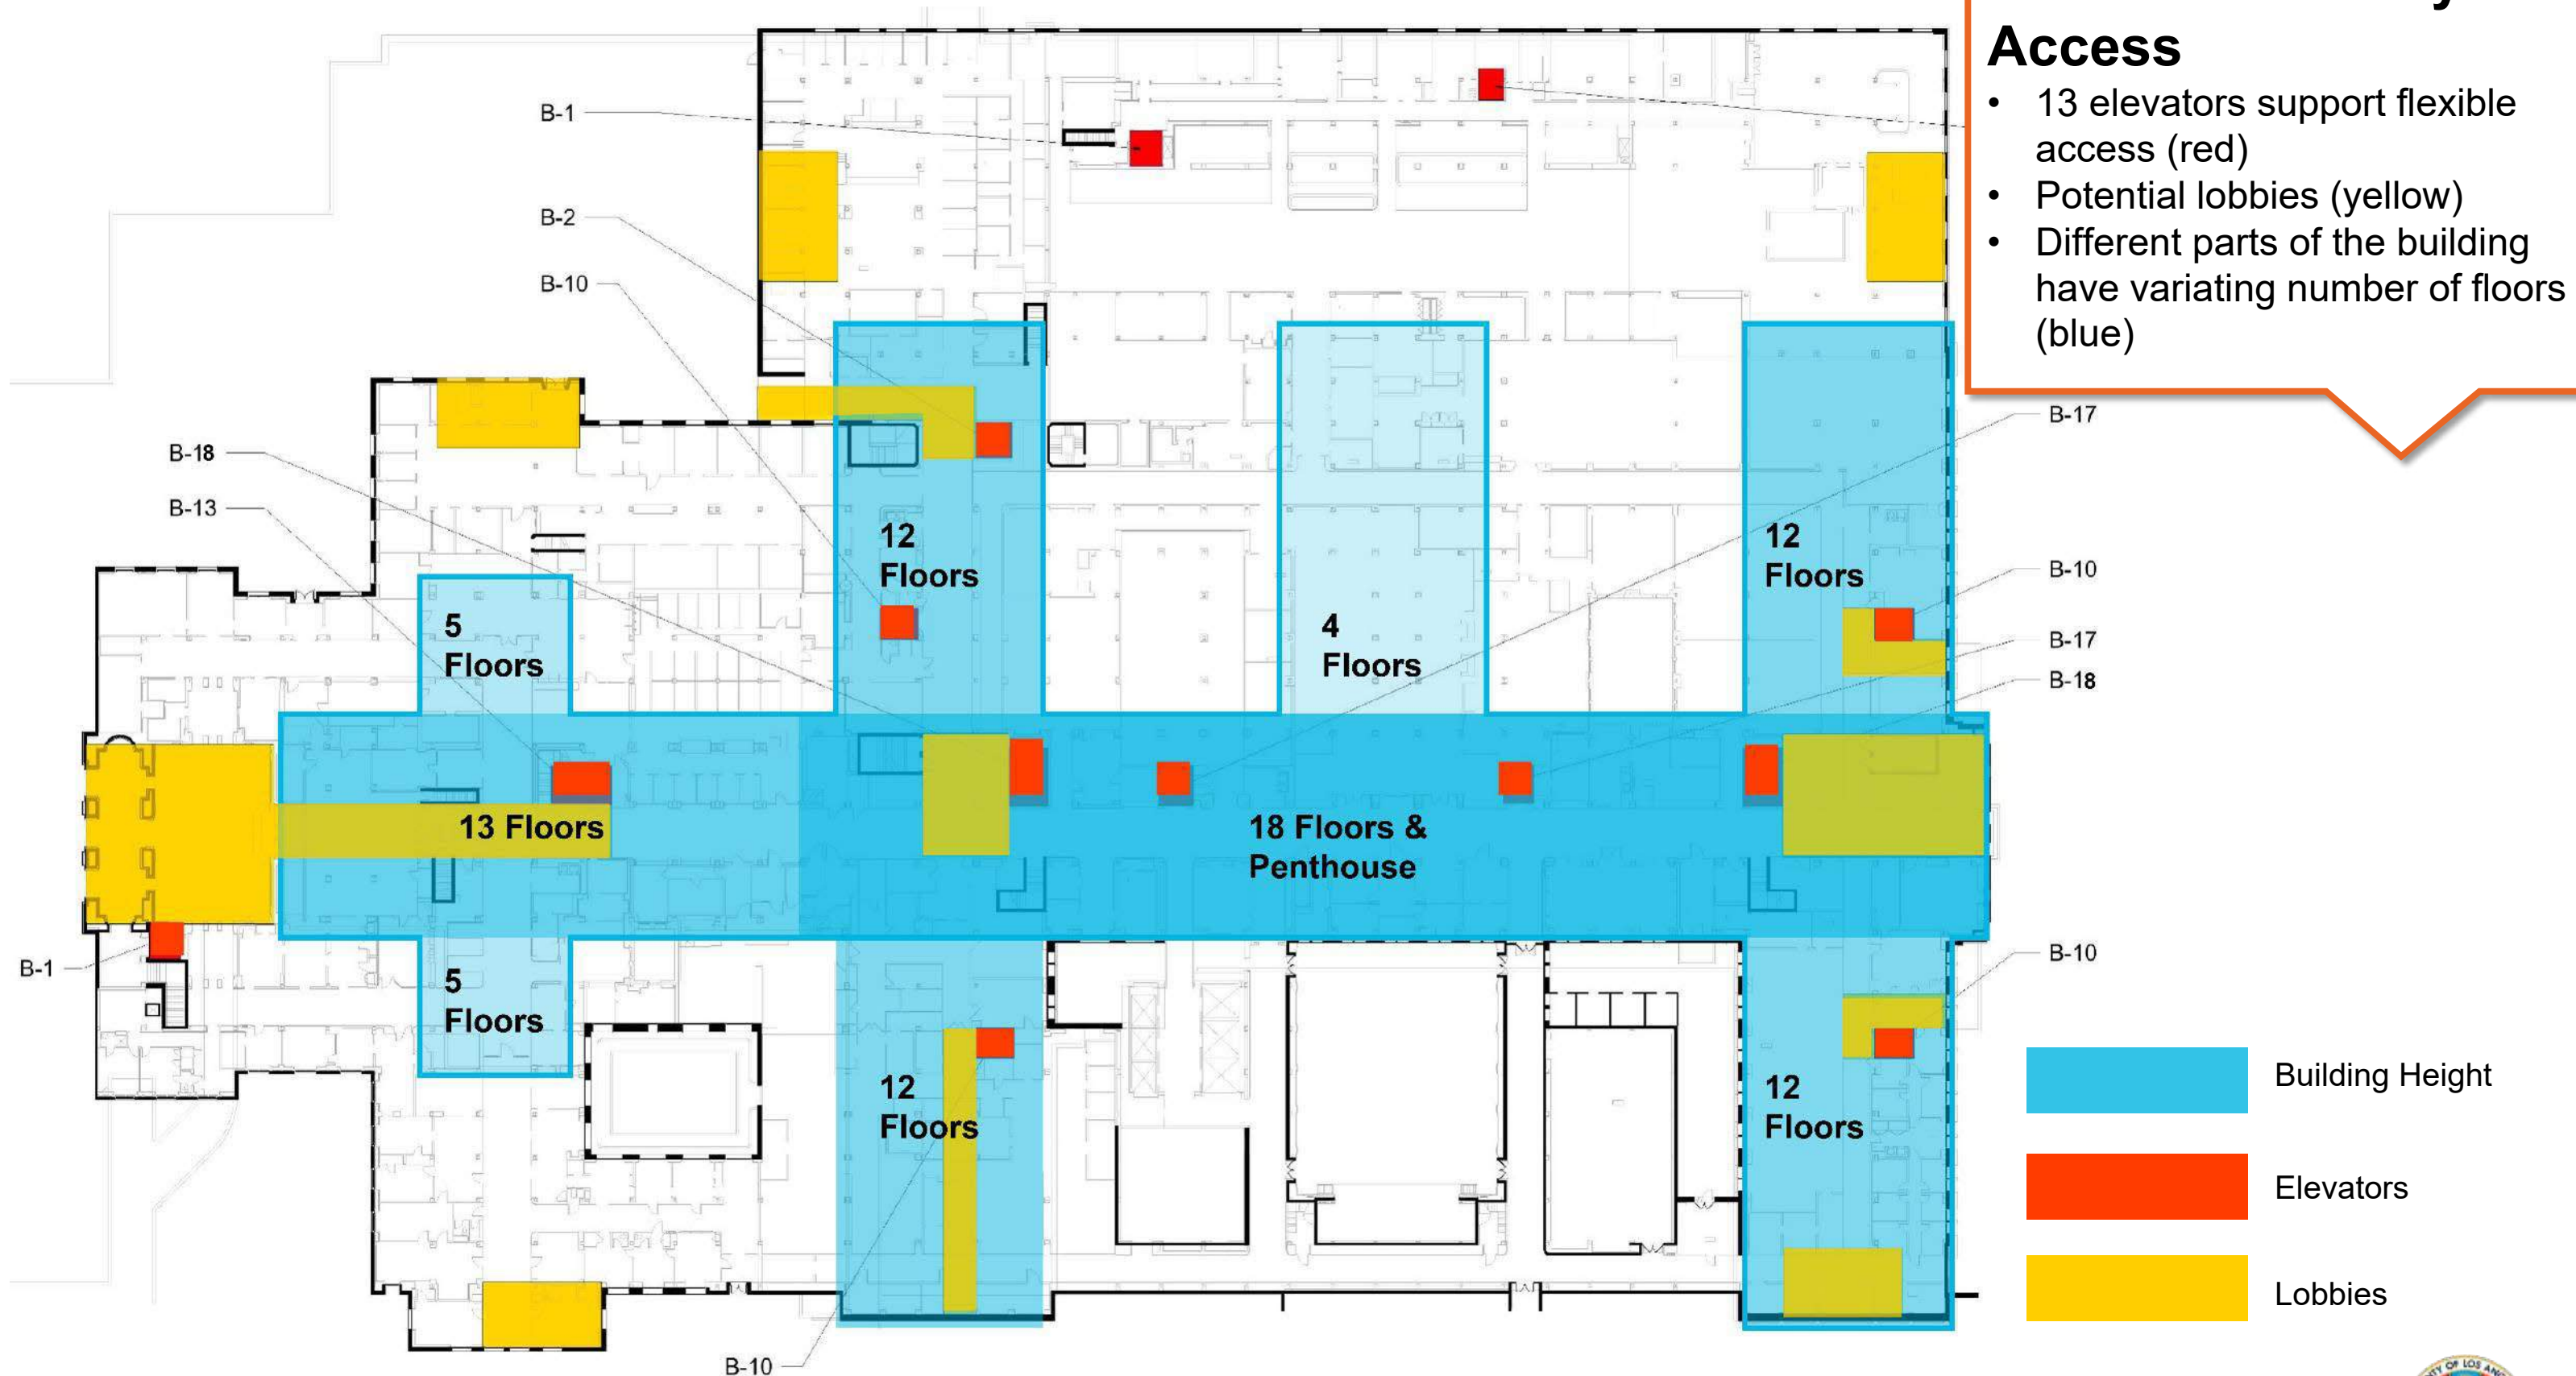 Access
• 13 elevators support flexible
access (red)
• Potential lobbies (yellow)
• Different parts of the building
have variating number of floors
(blue)
B-1
B-2
B-10
B-18
B-13
B-17
B-10
B-17
B-18
B-10
B-1
B-10
12
Floors
12
Floors
5
Floors
4
Floors
13 Floors
18 Floors &
Penthouse
5
Floors
12
Floors
12
Floors
Building Height
Elevators
Lobbies
OF LOS